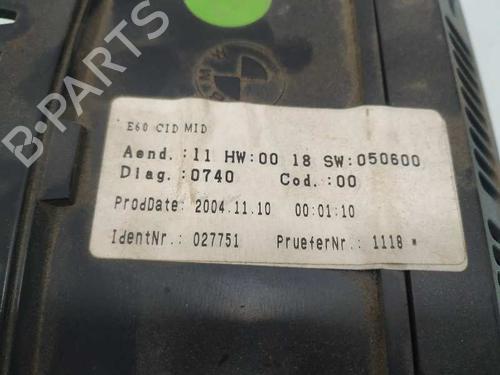 BMW
E60 CID MID
Aend.:11 HW:00 18 SW:050600
Diag.:0740 Cod.:00
ProdDate: 2004.11.10 00:01:10
IdentNr.: 027751 PrueferNr.: 1118 *
B-PARTS